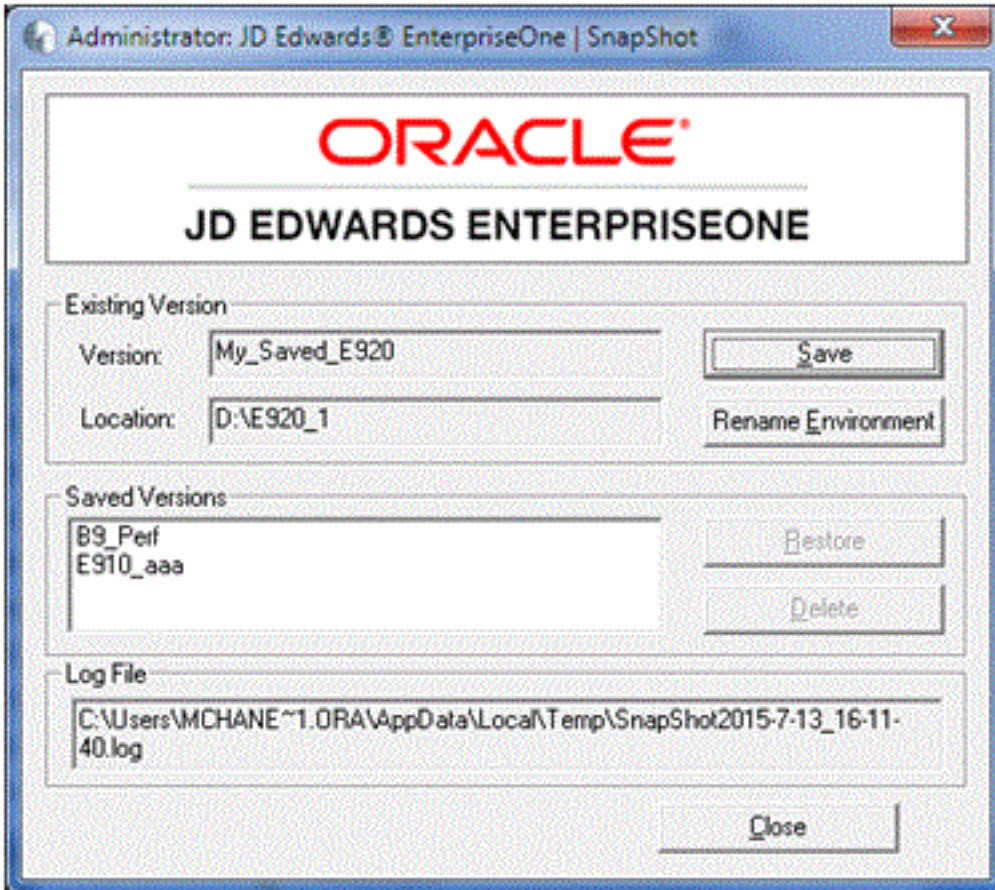 Administrator: JD Edwards® EnterpriseOne | SnapShot
ORACLE®
JD EDWARDS ENTERPRISEONE
Existing Version
Version: My_Saved_E920 Save
Location: D:\E920_1 Rename Environment
Saved Versions
B9_Perf
E910_aaa
Restore
Delete
Log File
C:\Users\MCHANE~1.ORA\AppData\Local\Temp\SnapShot2015-7-13_16-11-
40.log
Close